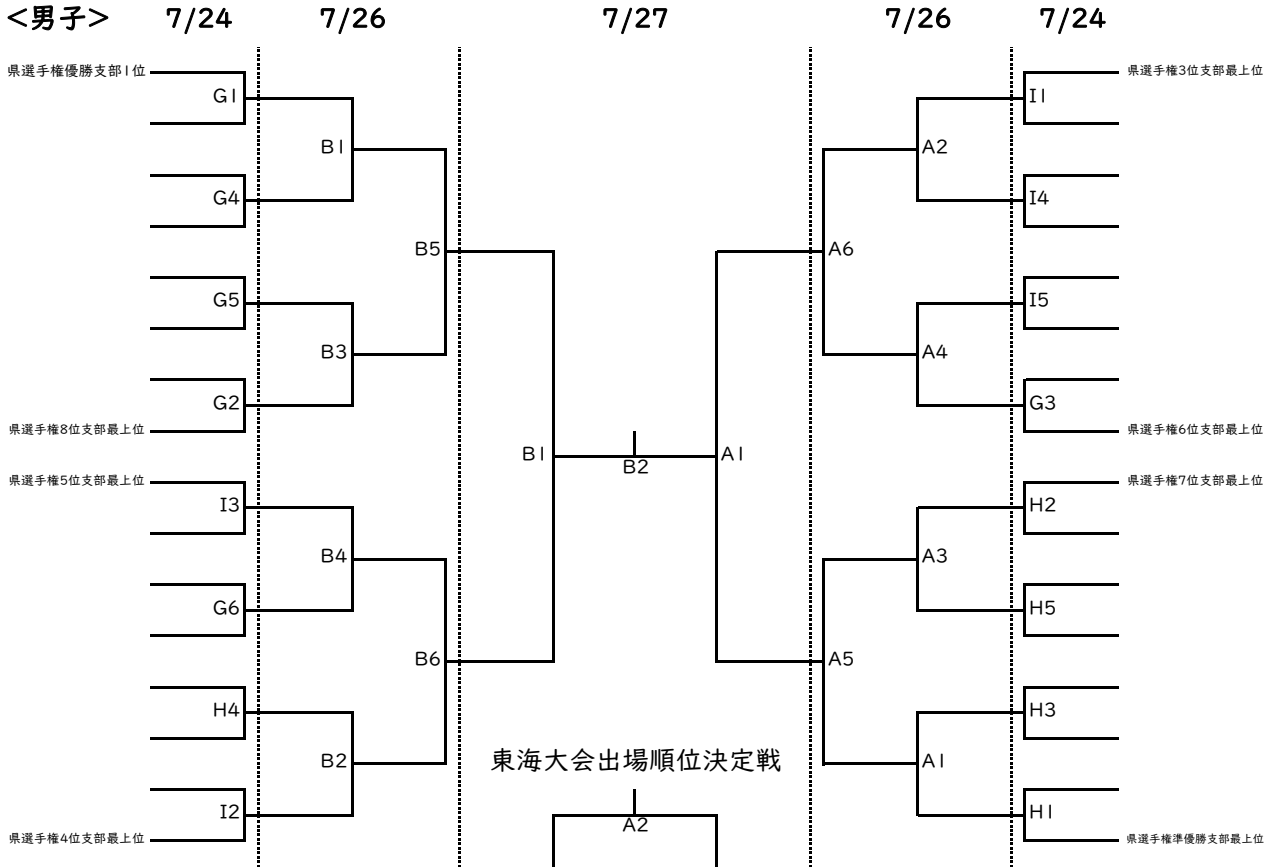 <男子> 7/24 7/26 7/27 7/26 7/24
県選手権優勝支部1位 県選手権3位支部最上位
G1 I1
B1 A2
G4 I4
B5 A6
G5 I5
B3 A4
G2 G3
県選手権8位支部最上位 県選手権6位支部最上位
B1 B2 A1
県選手権5位支部最上位 県選手権7位支部最上位
I3 H2
B4 A3
G6 H5
B6 A5
H4 H3
B2 東海大会出場順位決定戦 A1
I2 A2 H1
県選手権4位支部最上位 県選手権準優勝支部最上位